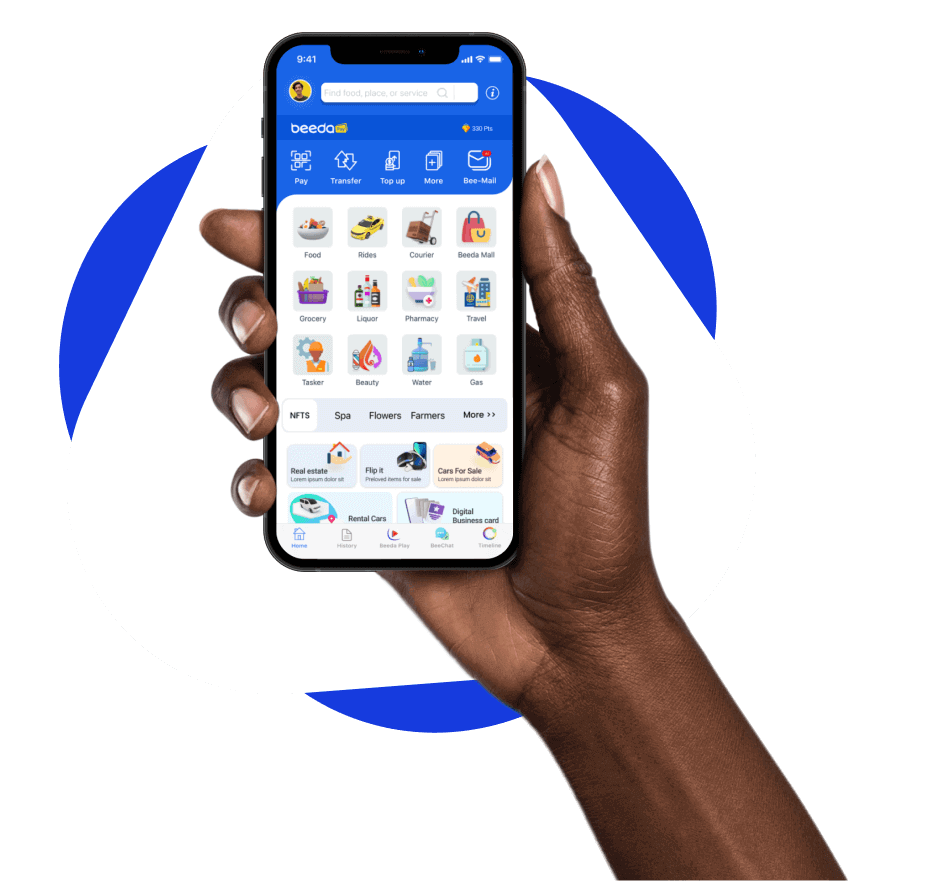 9:41
Find food, place, or service
beeda Pay
330 Pts
Pay Transfer Top up More Bee-Mail
Food Rides Courier Beeda Mall
Grocery Liquor Pharmacy Travel
Tasker Beauty Water Gas
NFTS Spa Flowers Farmers More >>
Real estate
Lorem ipsum dolor sit
Flip it
Preloved items for sale
Cars For Sale
Lorem ipsum dolor sit
Rental Cars
Digital
Business card
Home History Beeda Play BeeChat Timeline